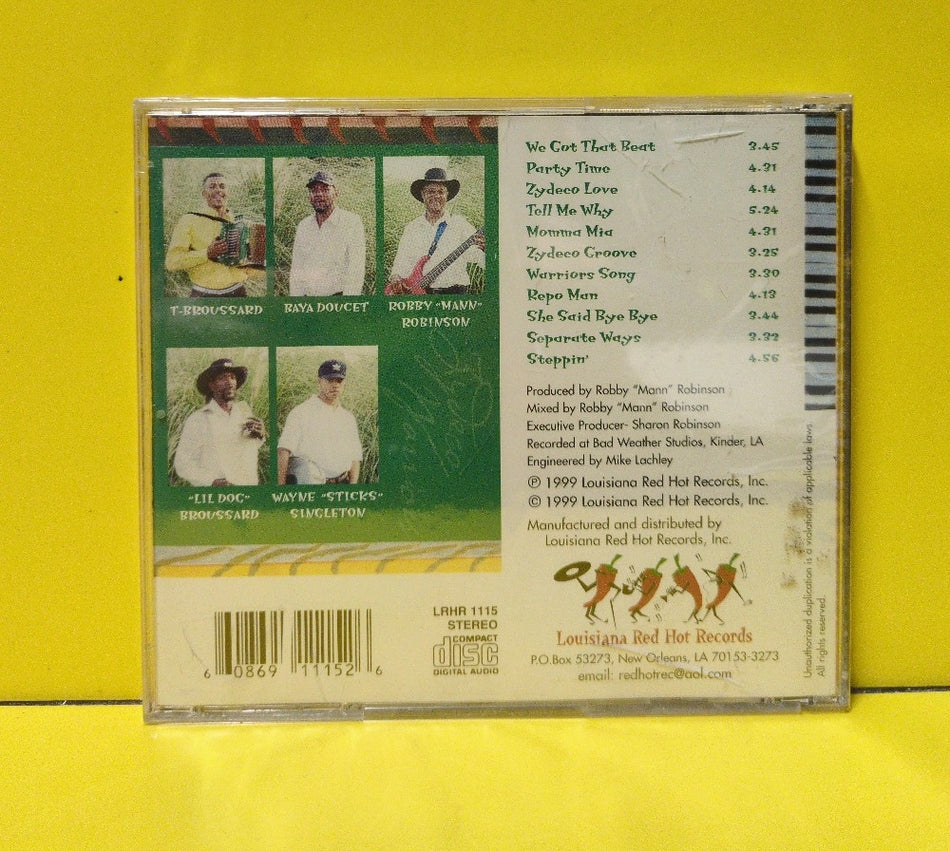 T-BROUSSARD
RAYA DOUCET
ROBBY "MANN"
ROBINSON
"LIL DOG"
BROUSSARD
WAYNE "STICKS"
SINGLETON
We Got That Beat 3.45
Party Time 4.31
Zydeco Love 4.14
Tell Me Why 5.24
Momma Mia 4.31
Zydeco Groove 3.25
Warriors Song 3.30
Repo Man 4.13
She Said Bye Bye 3.44
Separate Ways 3.32
Steppin' 4.56
Produced by Robby "Mann" Robinson
Mixed by Robby "Mann" Robinson
Executive Producer- Sharon Robinson
Recorded at Bad Weather Studios, Kinder, LA
Engineered by Mike Lachley
℗ 1999 Louisiana Red Hot Records, Inc.
© 1999 Louisiana Red Hot Records, Inc.
Manufactured and distributed by
Louisiana Red Hot Records, Inc.
Louisiana Red Hot Records
P.O.Box 53273, New Orleans, LA 70153-3273
email: redhotrec@aol.com
Unauthorized duplication is a violation of applicable laws.
All rights reserved.
6 0869 11152 6
LRHR 1115
STEREO
COMPACT
disc
DIGITAL AUDIO